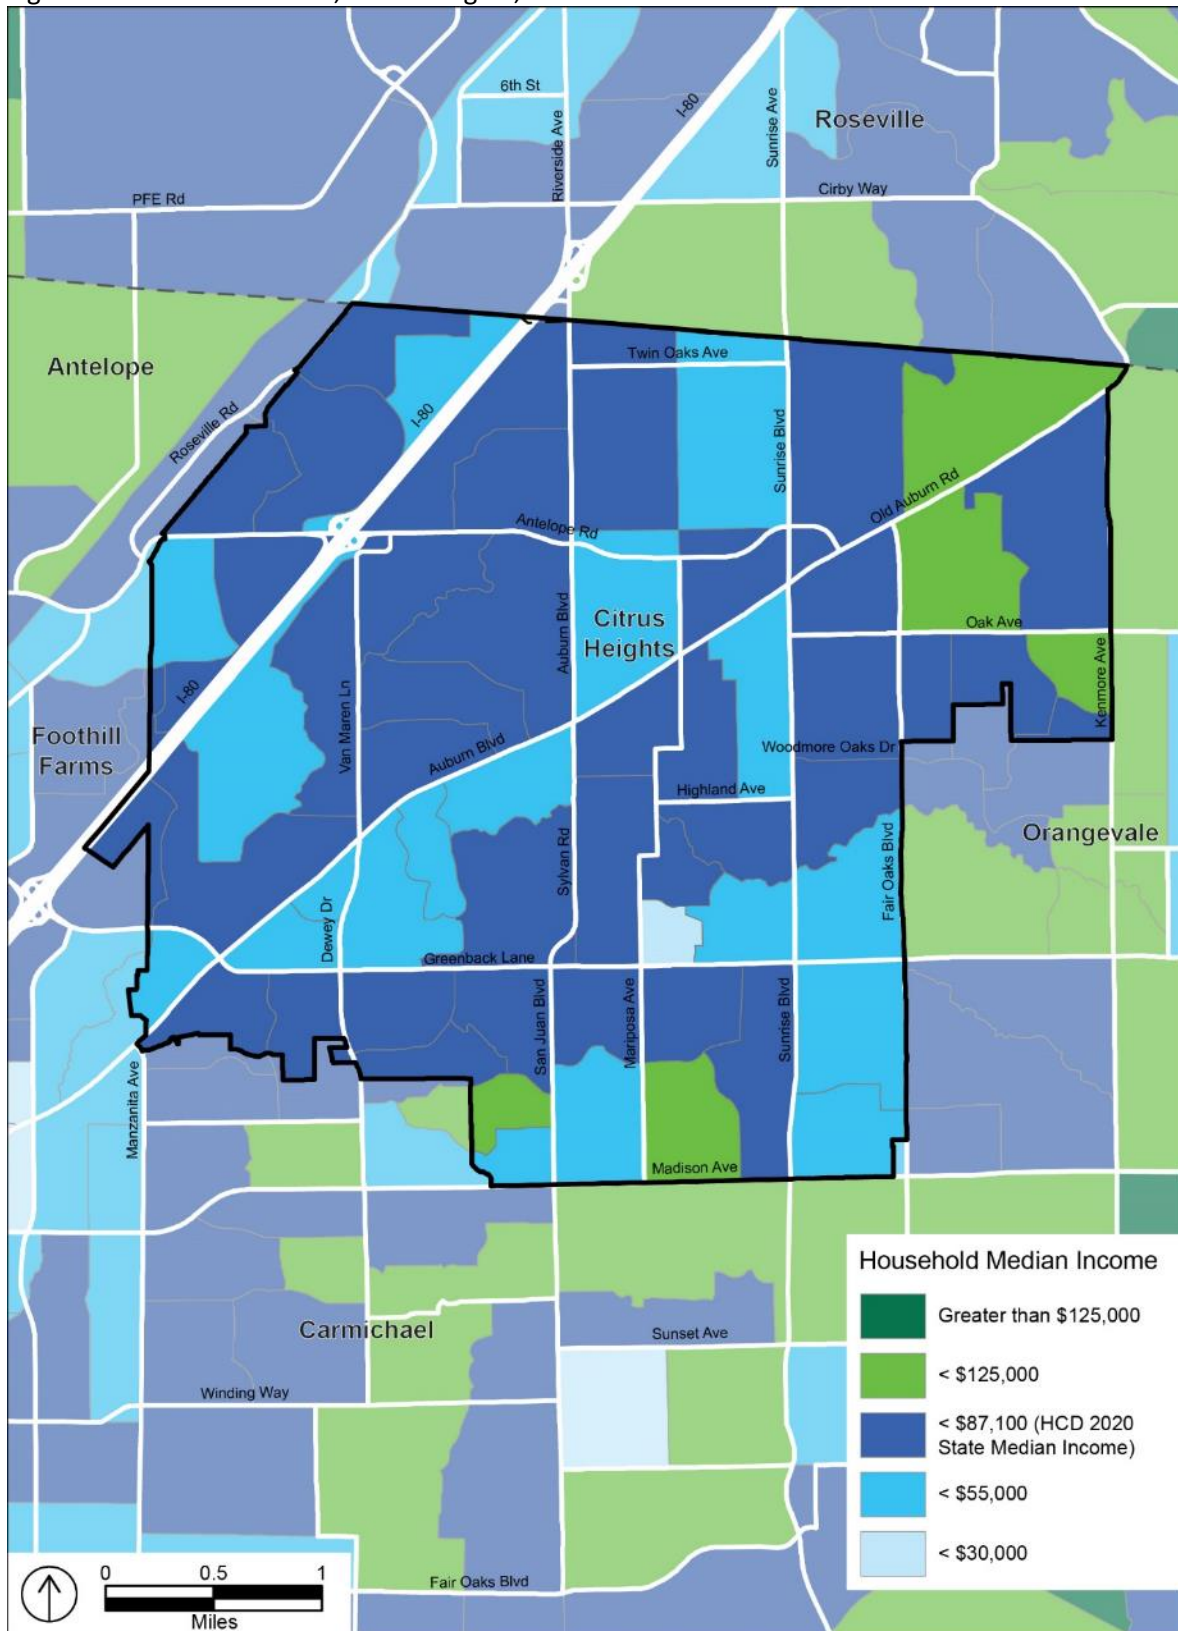 6th St
I-80
Riverside Ave
I-80
Sunrise Ave
Roseville
PFE Rd
Cirby Way
Antelope
Roseville Rd
I-80
Twin Oaks Ave
Sunrise Blvd
Old Auburn Rd
Antelope Rd
Auburn Blvd
Citrus
Heights
Oak Ave
Kenmore Ave
I-80
Foothill
Farms
Van Maren Ln
Auburn Blvd
Woodmore Oaks Dr
Highland Ave
Orangevale
Sylvan Rd
Fair Oaks Blvd
Dewey Dr
Greenback Lane
San Juan Blvd
Mariposa Ave
Sunrise Blvd
Manzanita Ave
Madison Ave
Carmichael
Sunset Ave
Winding Way
Fair Oaks Blvd
Household Median Income
Greater than $125,000
< $125,000
< $87,100 (HCD 2020
State Median Income)
< $55,000
< $30,000
0 0.5 1
Miles